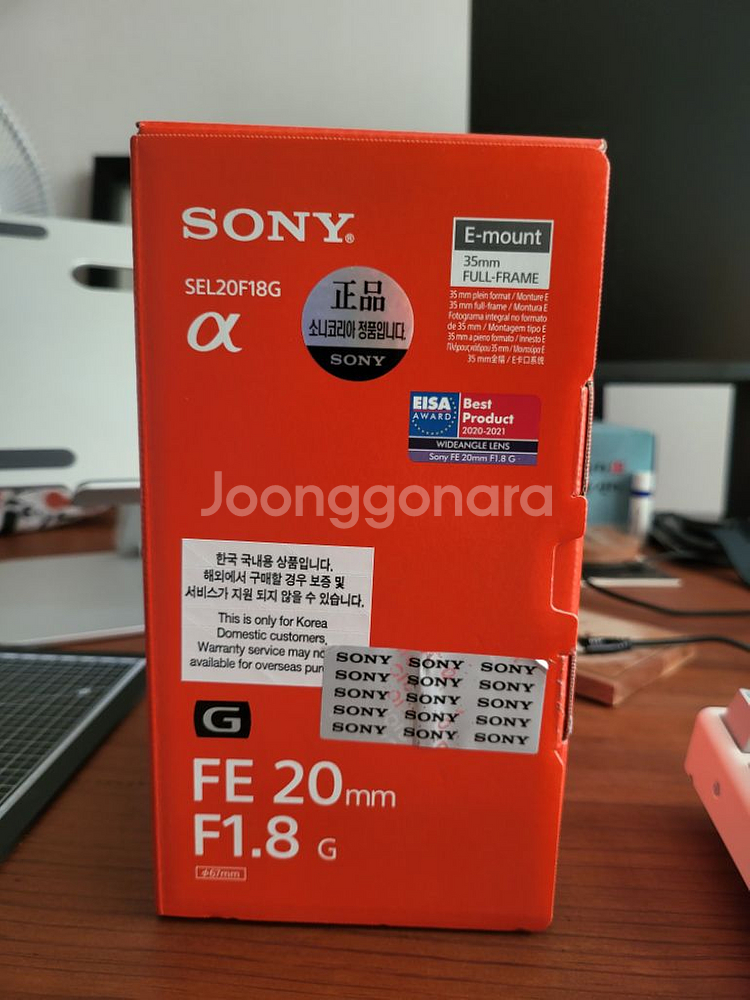 SONY®
SEL20F18G
α
正品
소니코리아 정품입니다.
SONY
E-mount
35mm
FULL-FRAME
35 mm plein format / Monture E
35 mm full-frame / Montura E
Fotograma integral no formato
de 35 mm / Montagem tipo E
35 mm a pieno formato / Innesto E
Πλήρους κάδρου 35 mm / Μοντούρα E
35 mm全幅 / E卡口系统
EISA
AWARD
Best
Product
2020-2021
WIDEANGLE LENS
Sony FE 20mm F1.8 G
Joonggonara
한국 국내용 상품입니다.
해외에서 구매할 경우 보증 및
서비스가 지원 되지 않을 수 있습니다.
This is only for Korea
Domestic customers,
Warranty service may
available for overseas
SONY SONY SONY
SONY SONY SONY
SONY SONY SONY
SONY SONY SONY
SONY SONY SONY
G
FE 20mm
F1.8 G
φ67mm